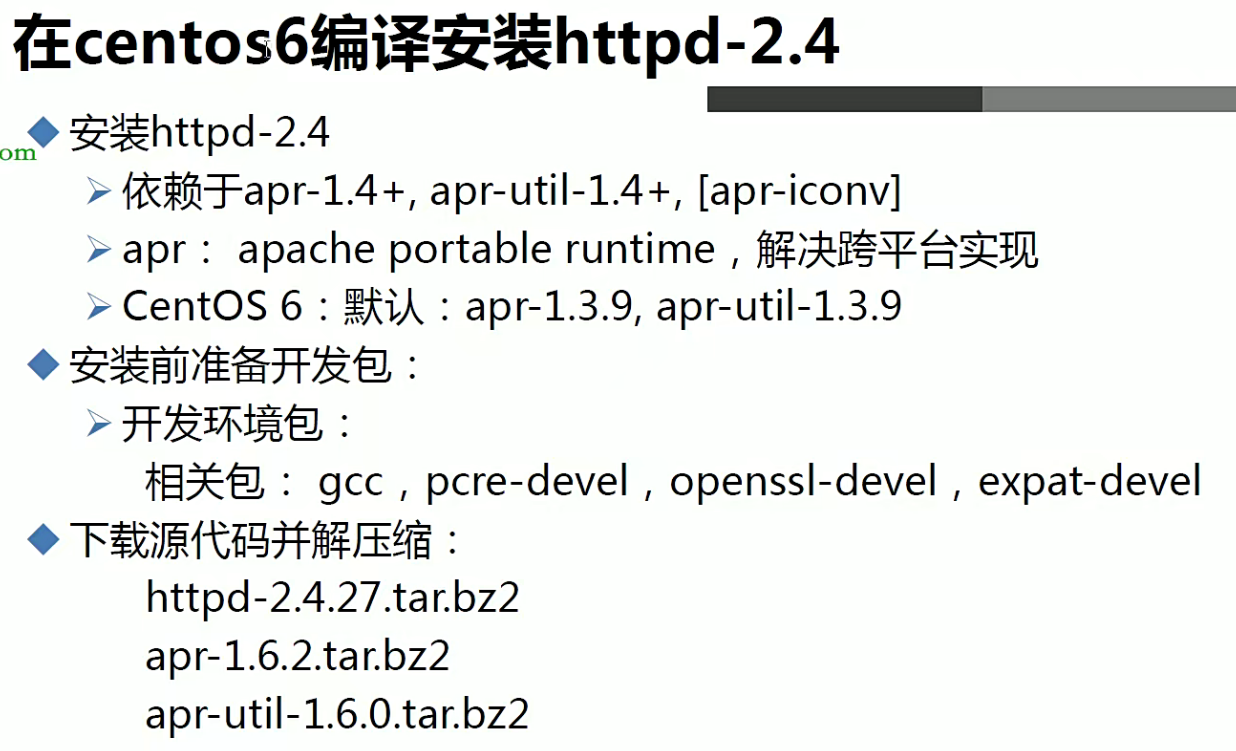 在centos6编译安装httpd-2.4
安装httpd-2.4
om
依赖于apr-1.4+, apr-util-1.4+, [apr-iconv]
apr： apache portable runtime，解决跨平台实现
CentOS 6：默认：apr-1.3.9, apr-util-1.3.9
安装前准备开发包：
开发环境包：
相关包： gcc，pcre-devel，openssl-devel，expat-devel
下载源代码并解压缩：
httpd-2.4.27.tar.bz2
apr-1.6.2.tar.bz2
apr-util-1.6.0.tar.bz2